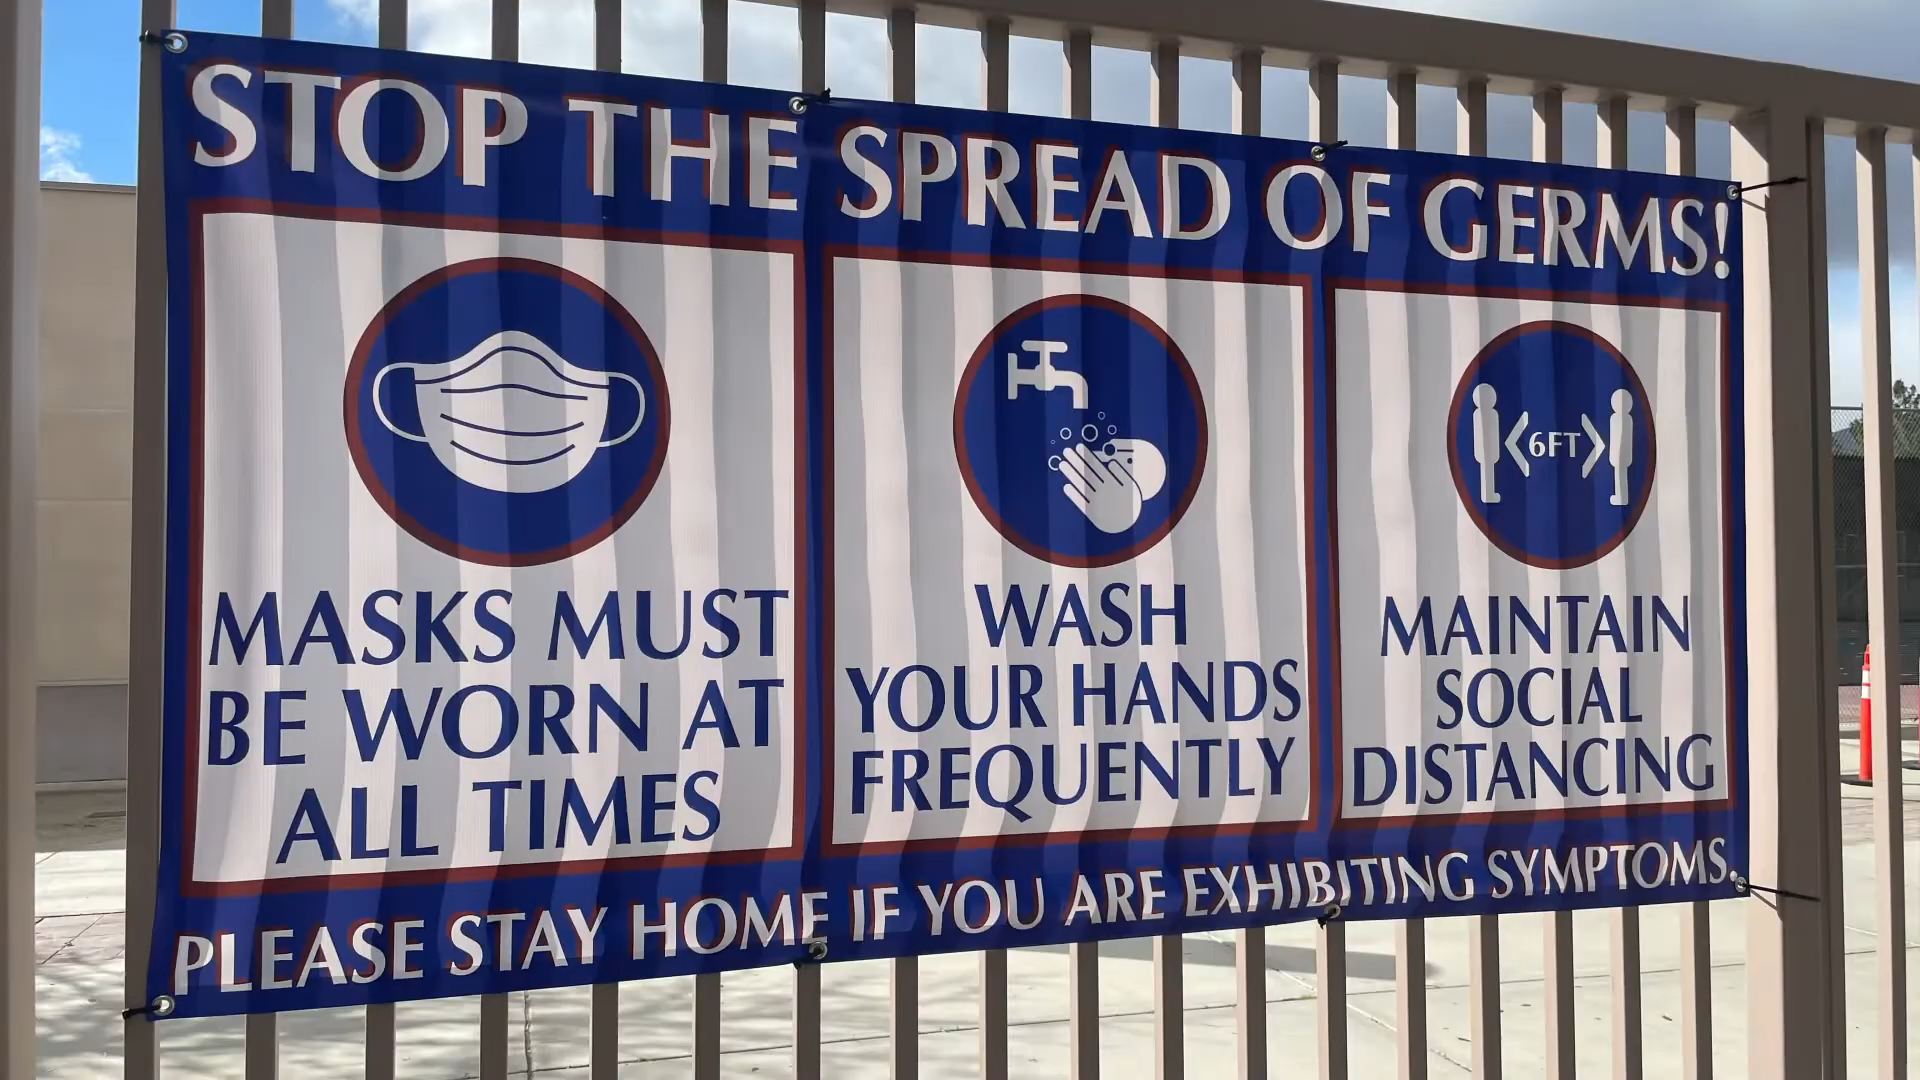 STOP THE SPREAD OF GERMS!
MASKS MUST
BE WORN AT
ALL TIMES
WASH
YOUR HANDS
FREQUENTLY
6FT
MAINTAIN
SOCIAL
DISTANCING
PLEASE STAY HOME IF YOU ARE EXHIBITING SYMPTOMS.